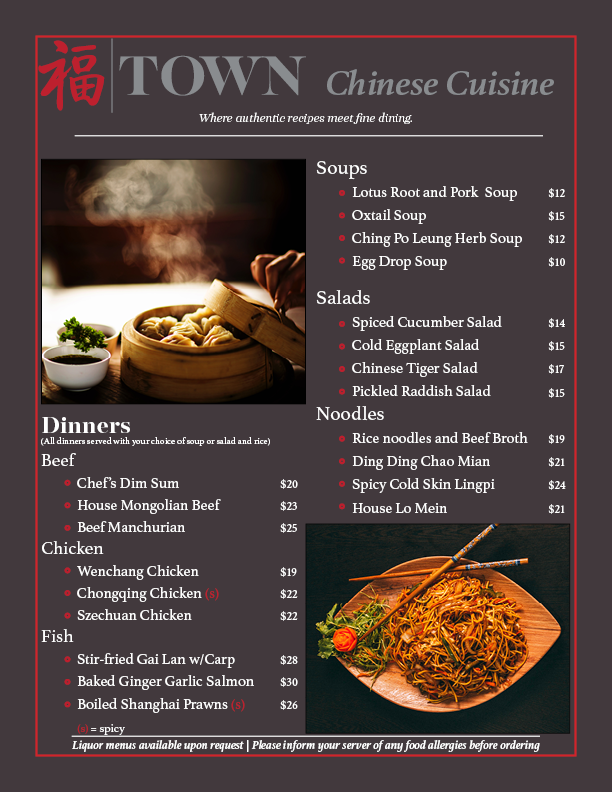 福 TOWN Chinese Cuisine
Where authentic recipes meet fine dining.
Soups
Lotus Root and Pork Soup $12
Oxtail Soup $15
Ching Po Leung Herb Soup $12
Egg Drop Soup $10
Salads
Spiced Cucumber Salad $14
Cold Eggplant Salad $15
Chinese Tiger Salad $17
Pickled Raddish Salad $15
Noodles
Rice noodles and Beef Broth $19
Ding Ding Chao Mian $21
Spicy Cold Skin Lingpi $24
House Lo Mein $21
Dinners
(All dinners served with your choice of soup or salad and rice)
Beef
Chef's Dim Sum $20
House Mongolian Beef $23
Beef Manchurian $25
Chicken
Wenchang Chicken $19
Chongqing Chicken (s) $22
Szechuan Chicken $22
Fish
Stir-fried Gai Lan w/Carp $28
Baked Ginger Garlic Salmon $30
Boiled Shanghai Prawns (s) $26
(s) = spicy
Liquor menus available upon request | Please inform your server of any food allergies before ordering